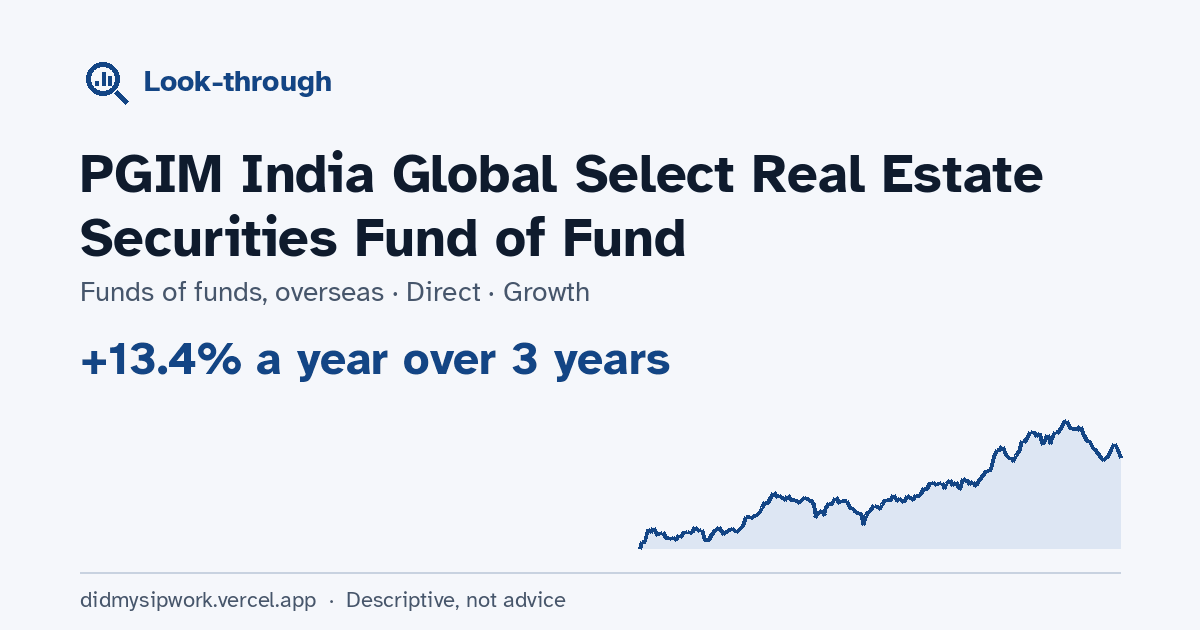 Look-through
PGIM India Global Select Real Estate
Securities Fund of Fund
Funds of funds, overseas · Direct · Growth
+13.4% a year over 3 years
didmysipwork.vercel.app · Descriptive, not advice